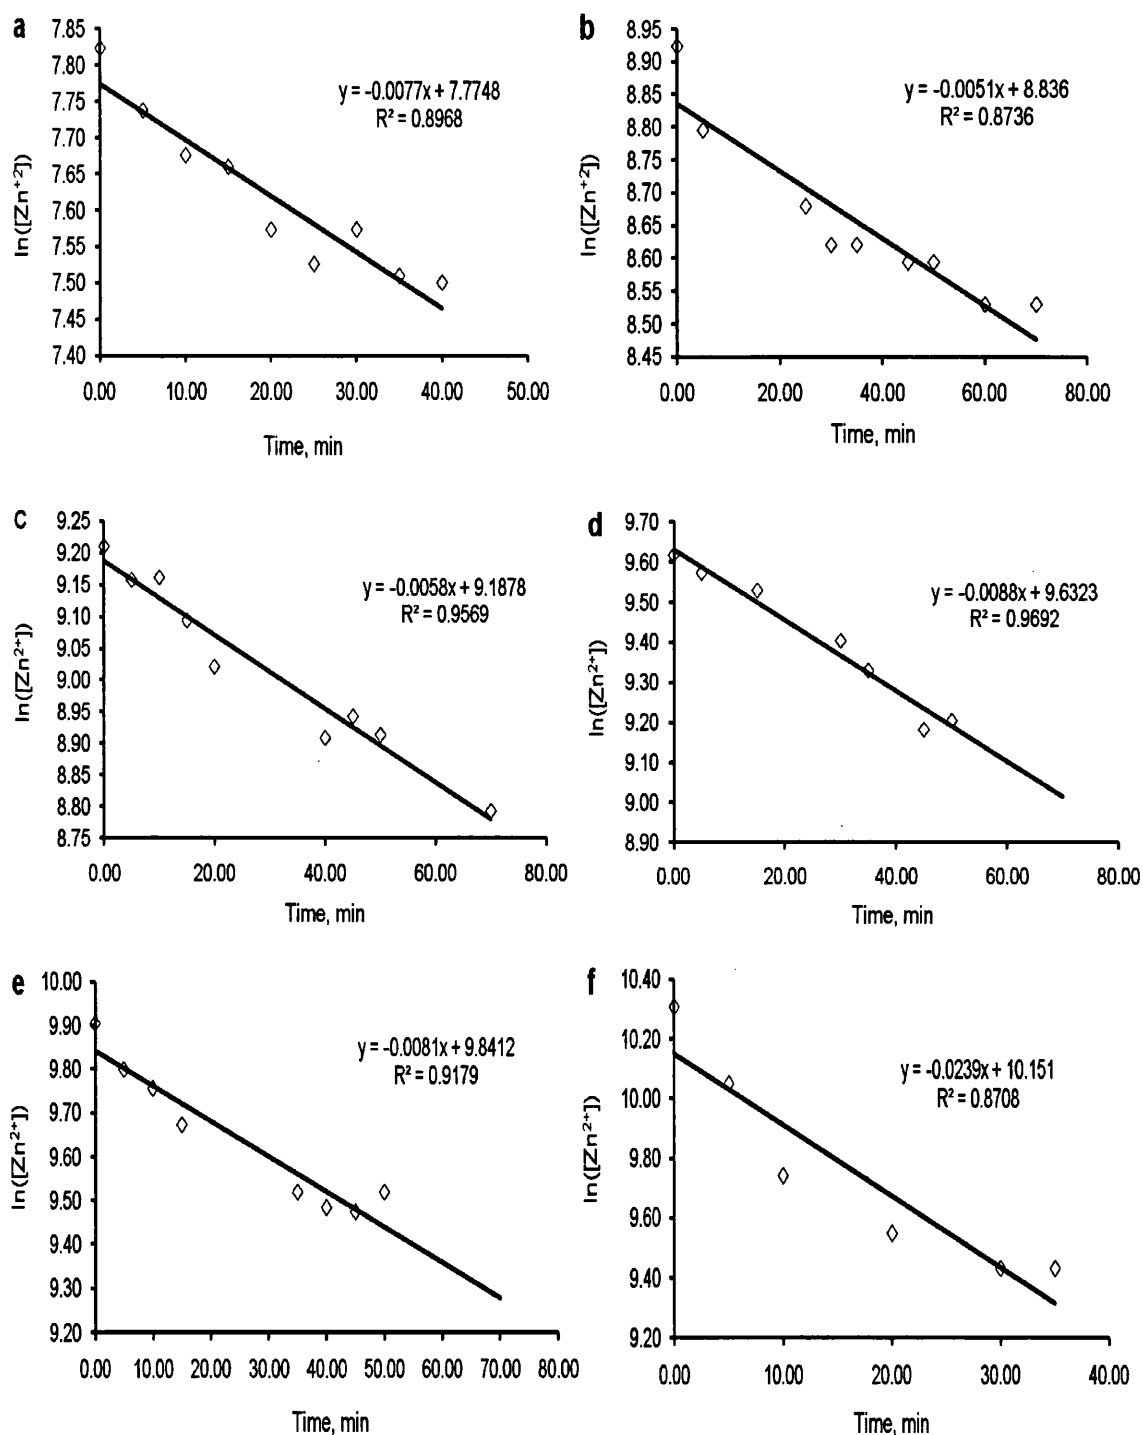 a
7.85
7.80
7.75
7.70
7.65
7.60
7.55
7.50
7.45
7.40
ln([Zn⁺²])
y = -0.0077x + 7.7748
R² = 0.8968
0.00 10.00 20.00 30.00 40.00 50.00
Time, min
b
8.95
8.90
8.85
8.80
8.75
8.70
8.65
8.60
8.55
8.50
8.45
ln([Zn⁺²])
y = -0.0051x + 8.836
R² = 0.8736
0.00 20.00 40.00 60.00 80.00
Time, min
c
9.25
9.20
9.15
9.10
9.05
9.00
8.95
8.90
8.85
8.80
8.75
ln([Zn²⁺])
y = -0.0058x + 9.1878
R² = 0.9569
0.00 20.00 40.00 60.00 80.00
Time, min
d
9.70
9.60
9.50
9.40
9.30
9.20
9.10
9.00
8.90
ln([Zn²⁺])
y = -0.0088x + 9.6323
R² = 0.9692
0.00 20.00 40.00 60.00 80.00
Time, min
e
10.00
9.90
9.80
9.70
9.60
9.50
9.40
9.30
9.20
ln([Zn²⁺])
y = -0.0081x + 9.8412
R² = 0.9179
0.00 10.00 20.00 30.00 40.00 50.00 60.00 70.00 80.00
Time, min
f
10.40
10.20
10.00
9.80
9.60
9.40
9.20
ln([Zn²⁺])
y = -0.0239x + 10.151
R² = 0.8708
0.00 10.00 20.00 30.00 40.00
Time, min